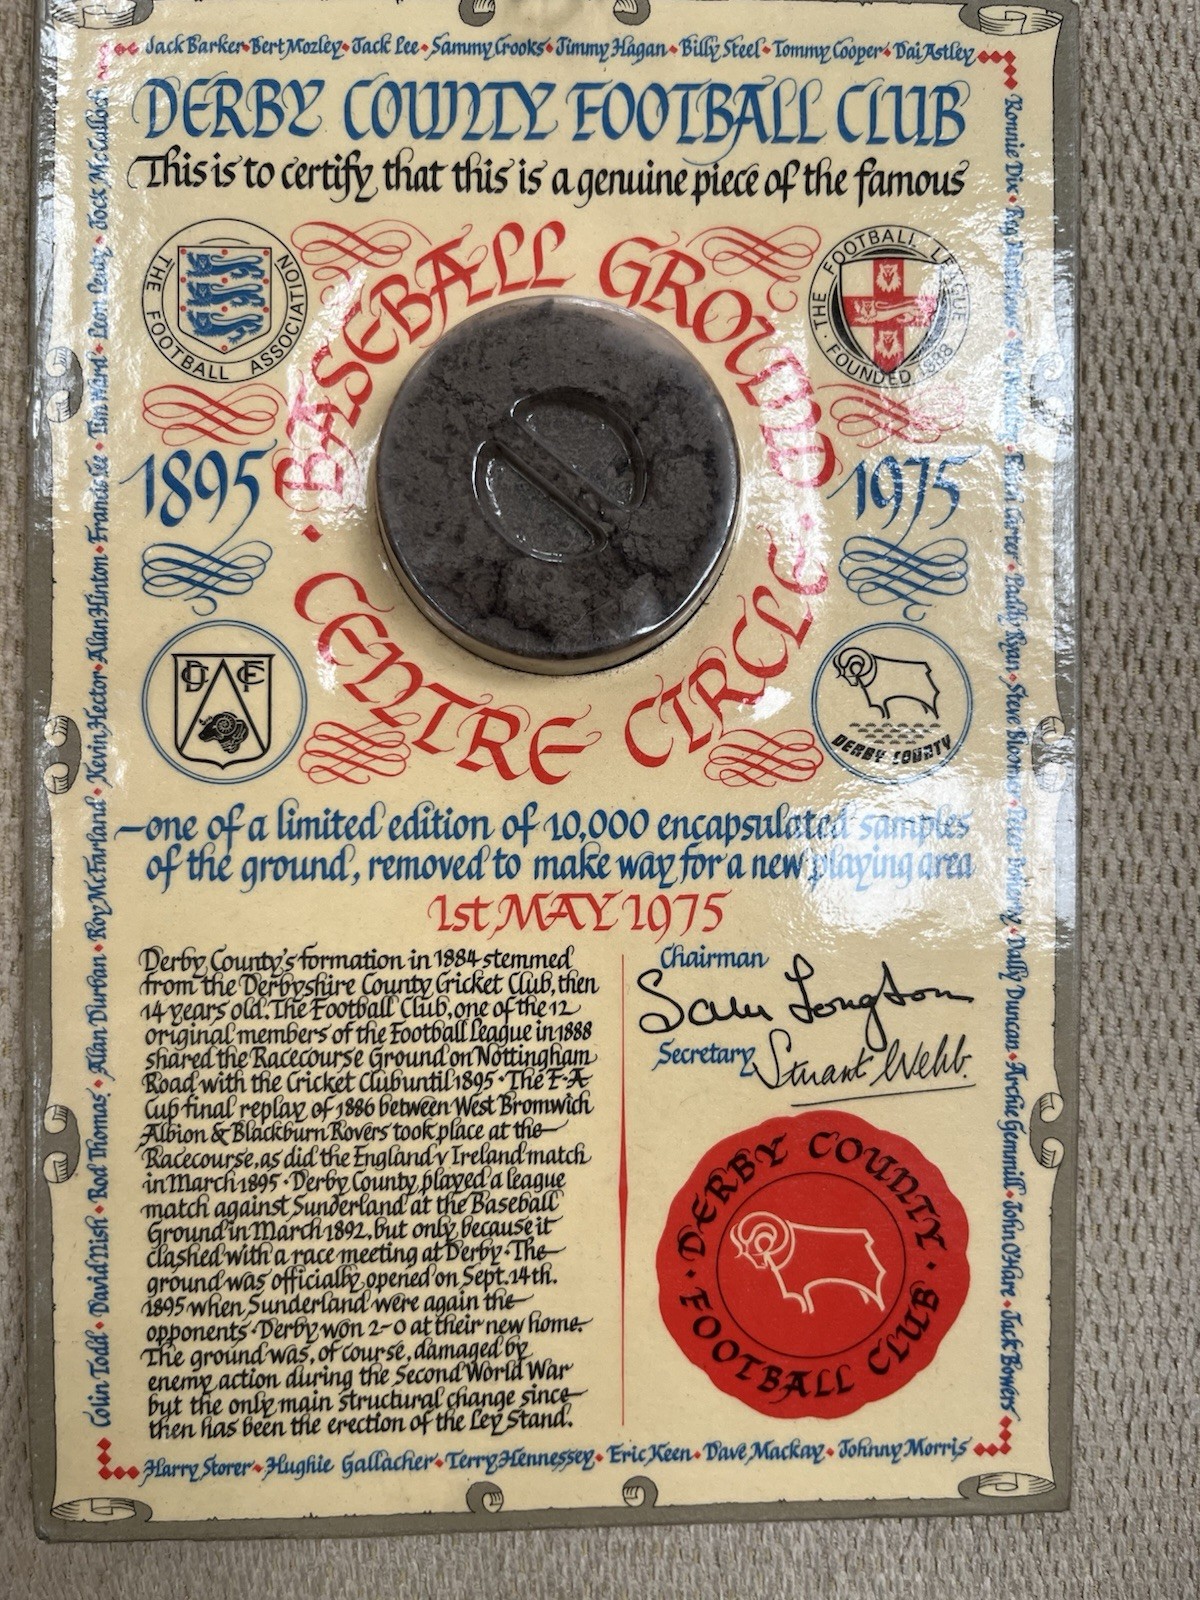 Jack Barker • Bert Mozley • Jack Lee • Sammy Crooks • Jimmy Hagan • Billy Steel • Tommy Cooper • Dai Astley
DERBY COUNTY FOOTBALL CLUB
This is to certify that this is a genuine piece of the famous
THE FOOTBALL ASSOCIATION
THE FOOTBALL LEAGUE
FOUNDED 1888
• BASEBALL GROUND •
CENTRE CIRCLE
1895
1975
DCFC
DERBY COUNTY
—one of a limited edition of 10,000 encapsulated samples
of the ground, removed to make way for a new playing area
1st MAY 1975
Derby County's formation in 1884 stemmed
from the Derbyshire County Cricket Club, then
14 years old. The Football Club, one of the 12
original members of the Football League in 1888
shared the Racecourse Ground on Nottingham
Road with the Cricket Club until 1895 • The F•A
Cup final replay of 1886 between West Bromwich
Albion & Blackburn Rovers took place at the
Racecourse, as did the England v Ireland match
in March 1895 • Derby County played a league
match against Sunderland at the Baseball
Ground in March 1892, but only because it
clashed with a race meeting at Derby • The
ground was officially opened on Sept. 14th.
1895 when Sunderland were again the
opponents • Derby won 2–0 at their new home.
The ground was, of course, damaged by
enemy action during the Second World War
but the only main structural change since
then has been the erection of the Ley Stand.
Chairman
Sam Longson
Secretary
Stuart Webb.
• DERBY COUNTY •
FOOTBALL CLUB
Colin Todd • David Nish • Rod Thomas • Alan Durban • Roy McFarland • Kevin Hector • Alan Hinton • Francis Lee • Tim Ward • Leon Leuty • Jock McCallum
Ronnie Dix • Reg • Carter • Paddy Ryan • Steve Bloomer • Peter Doherty • Dally Duncan • Archie Gemmill • John O'Hare • Jack Bowers
Harry Storer • Hughie Gallacher • Terry Hennessey • Eric Keen • Dave Mackay • Johnny Morris